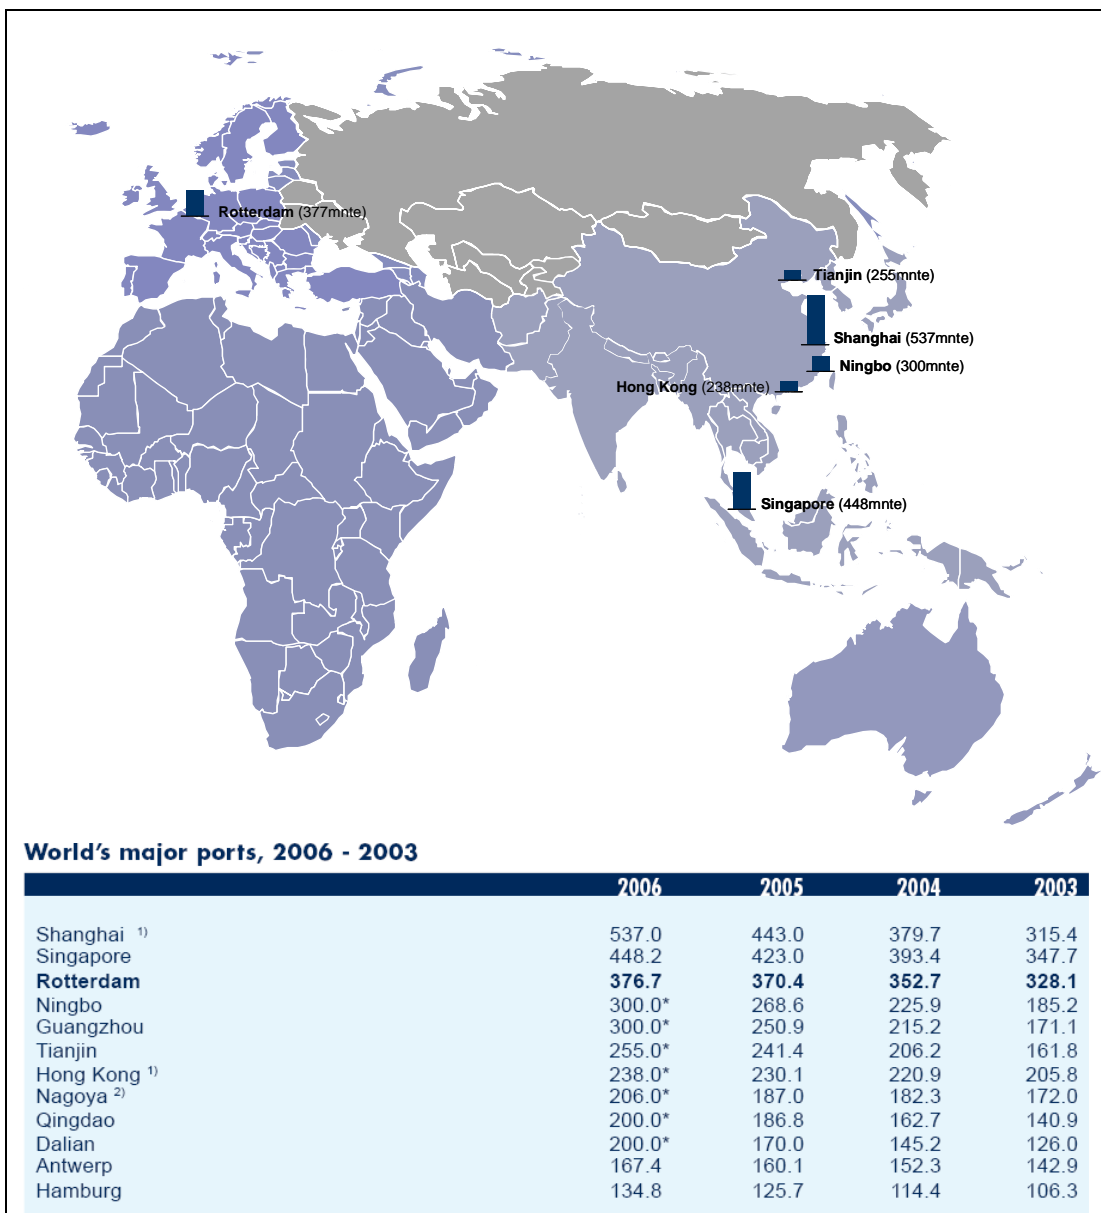 Rotterdam (377mnte)
Tianjin (255mnte)
Shanghai (537mnte)
Ningbo (300mnte)
Hong Kong (238mnte)
Singapore (448mnte)
World's major ports, 2006 - 2003
2006 2005 2004 2003
Shanghai 1) 537.0 443.0 379.7 315.4
Singapore 448.2 423.0 393.4 347.7
Rotterdam 376.7 370.4 352.7 328.1
Ningbo 300.0* 268.6 225.9 185.2
Guangzhou 300.0* 250.9 215.2 171.1
Tianjin 255.0* 241.4 206.2 161.8
Hong Kong 1) 238.0* 230.1 220.9 205.8
Nagoya 2) 206.0* 187.0 182.3 172.0
Qingdao 200.0* 186.8 162.7 140.9
Dalian 200.0* 170.0 145.2 126.0
Antwerp 167.4 160.1 152.3 142.9
Hamburg 134.8 125.7 114.4 106.3